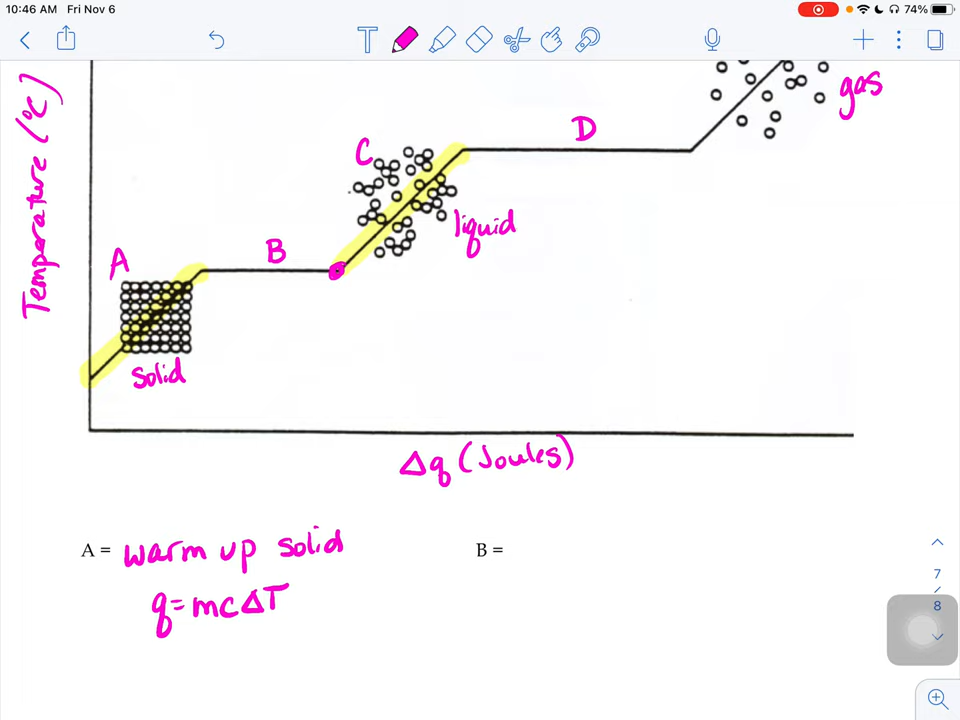 10:46 AM Fri Nov 6
74%
T
Temperature (°C)
gas
D
C
liquid
B
A
solid
Δq (Joules)
A = warm up solid
B =
q=mcΔT
7
/
8